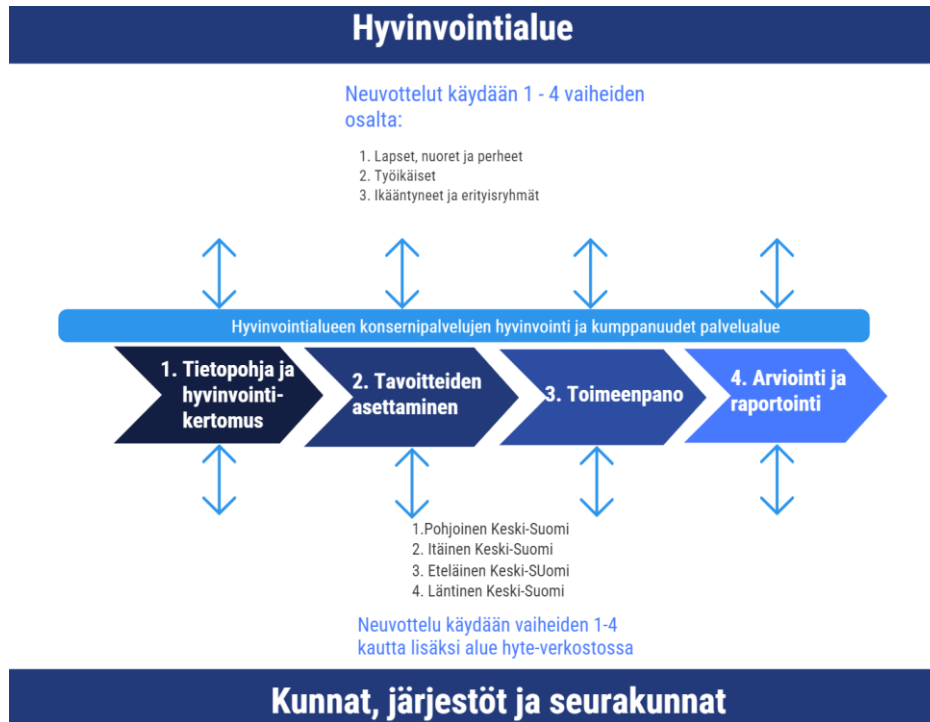 Hyvinvointialue
Neuvottelut käydään 1 - 4 vaiheiden
osalta:
1. Lapset, nuoret ja perheet
2. Työikäiset
3. Ikääntyneet ja erityisryhmät
Hyvinvointialueen konsernipalvelujen hyvinvointi ja kumppanuudet palvelualue
1. Tietopohja ja
hyvinvointi-
kertomus
2. Tavoitteiden
asettaminen
3. Toimeenpano
4. Arviointi ja
raportointi
1.Pohjoinen Keski-Suomi
2. Itäinen Keski-Suomi
3. Eteläinen Keski-SUomi
4. Läntinen Keski-Suomi
Neuvottelu käydään vaiheiden 1-4
kautta lisäksi alue hyte-verkostossa
Kunnat, järjestöt ja seurakunnat